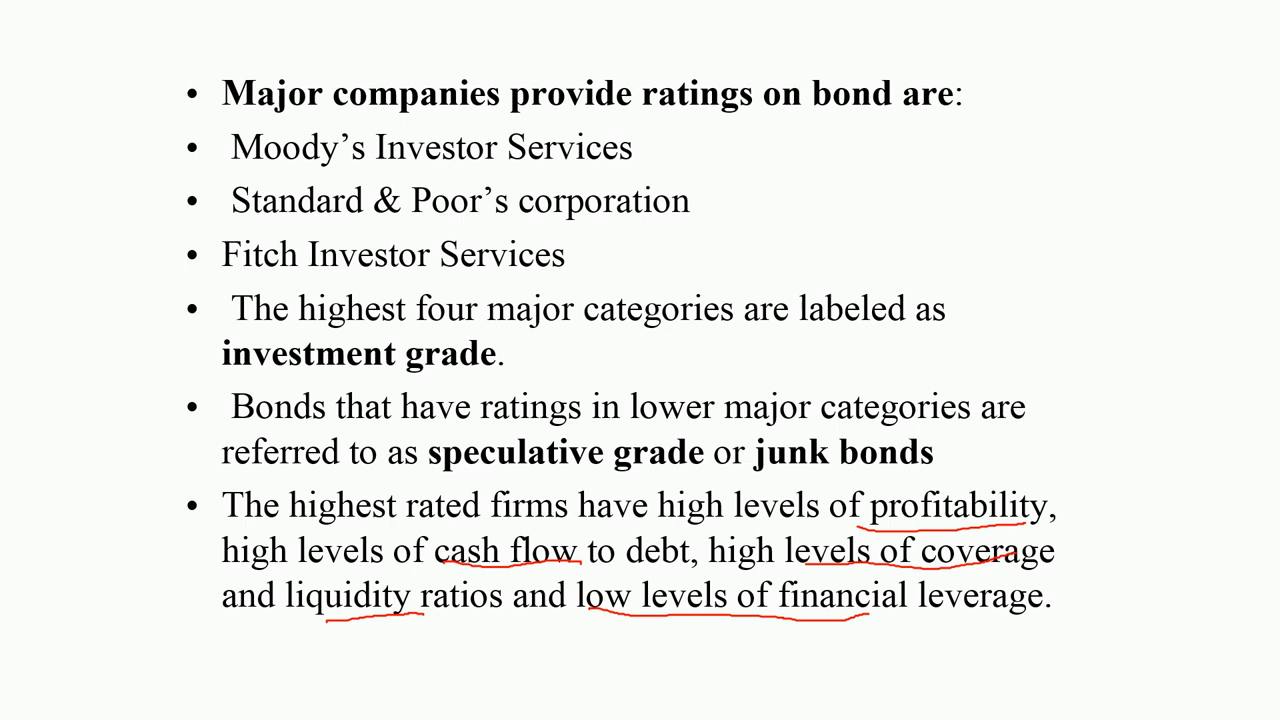 • Major companies provide ratings on bond are:
• Moody’s Investor Services
• Standard & Poor’s corporation
• Fitch Investor Services
• The highest four major categories are labeled as
investment grade.
• Bonds that have ratings in lower major categories are
referred to as speculative grade or junk bonds
• The highest rated firms have high levels of profitability,
high levels of cash flow to debt, high levels of coverage
and liquidity ratios and low levels of financial leverage.